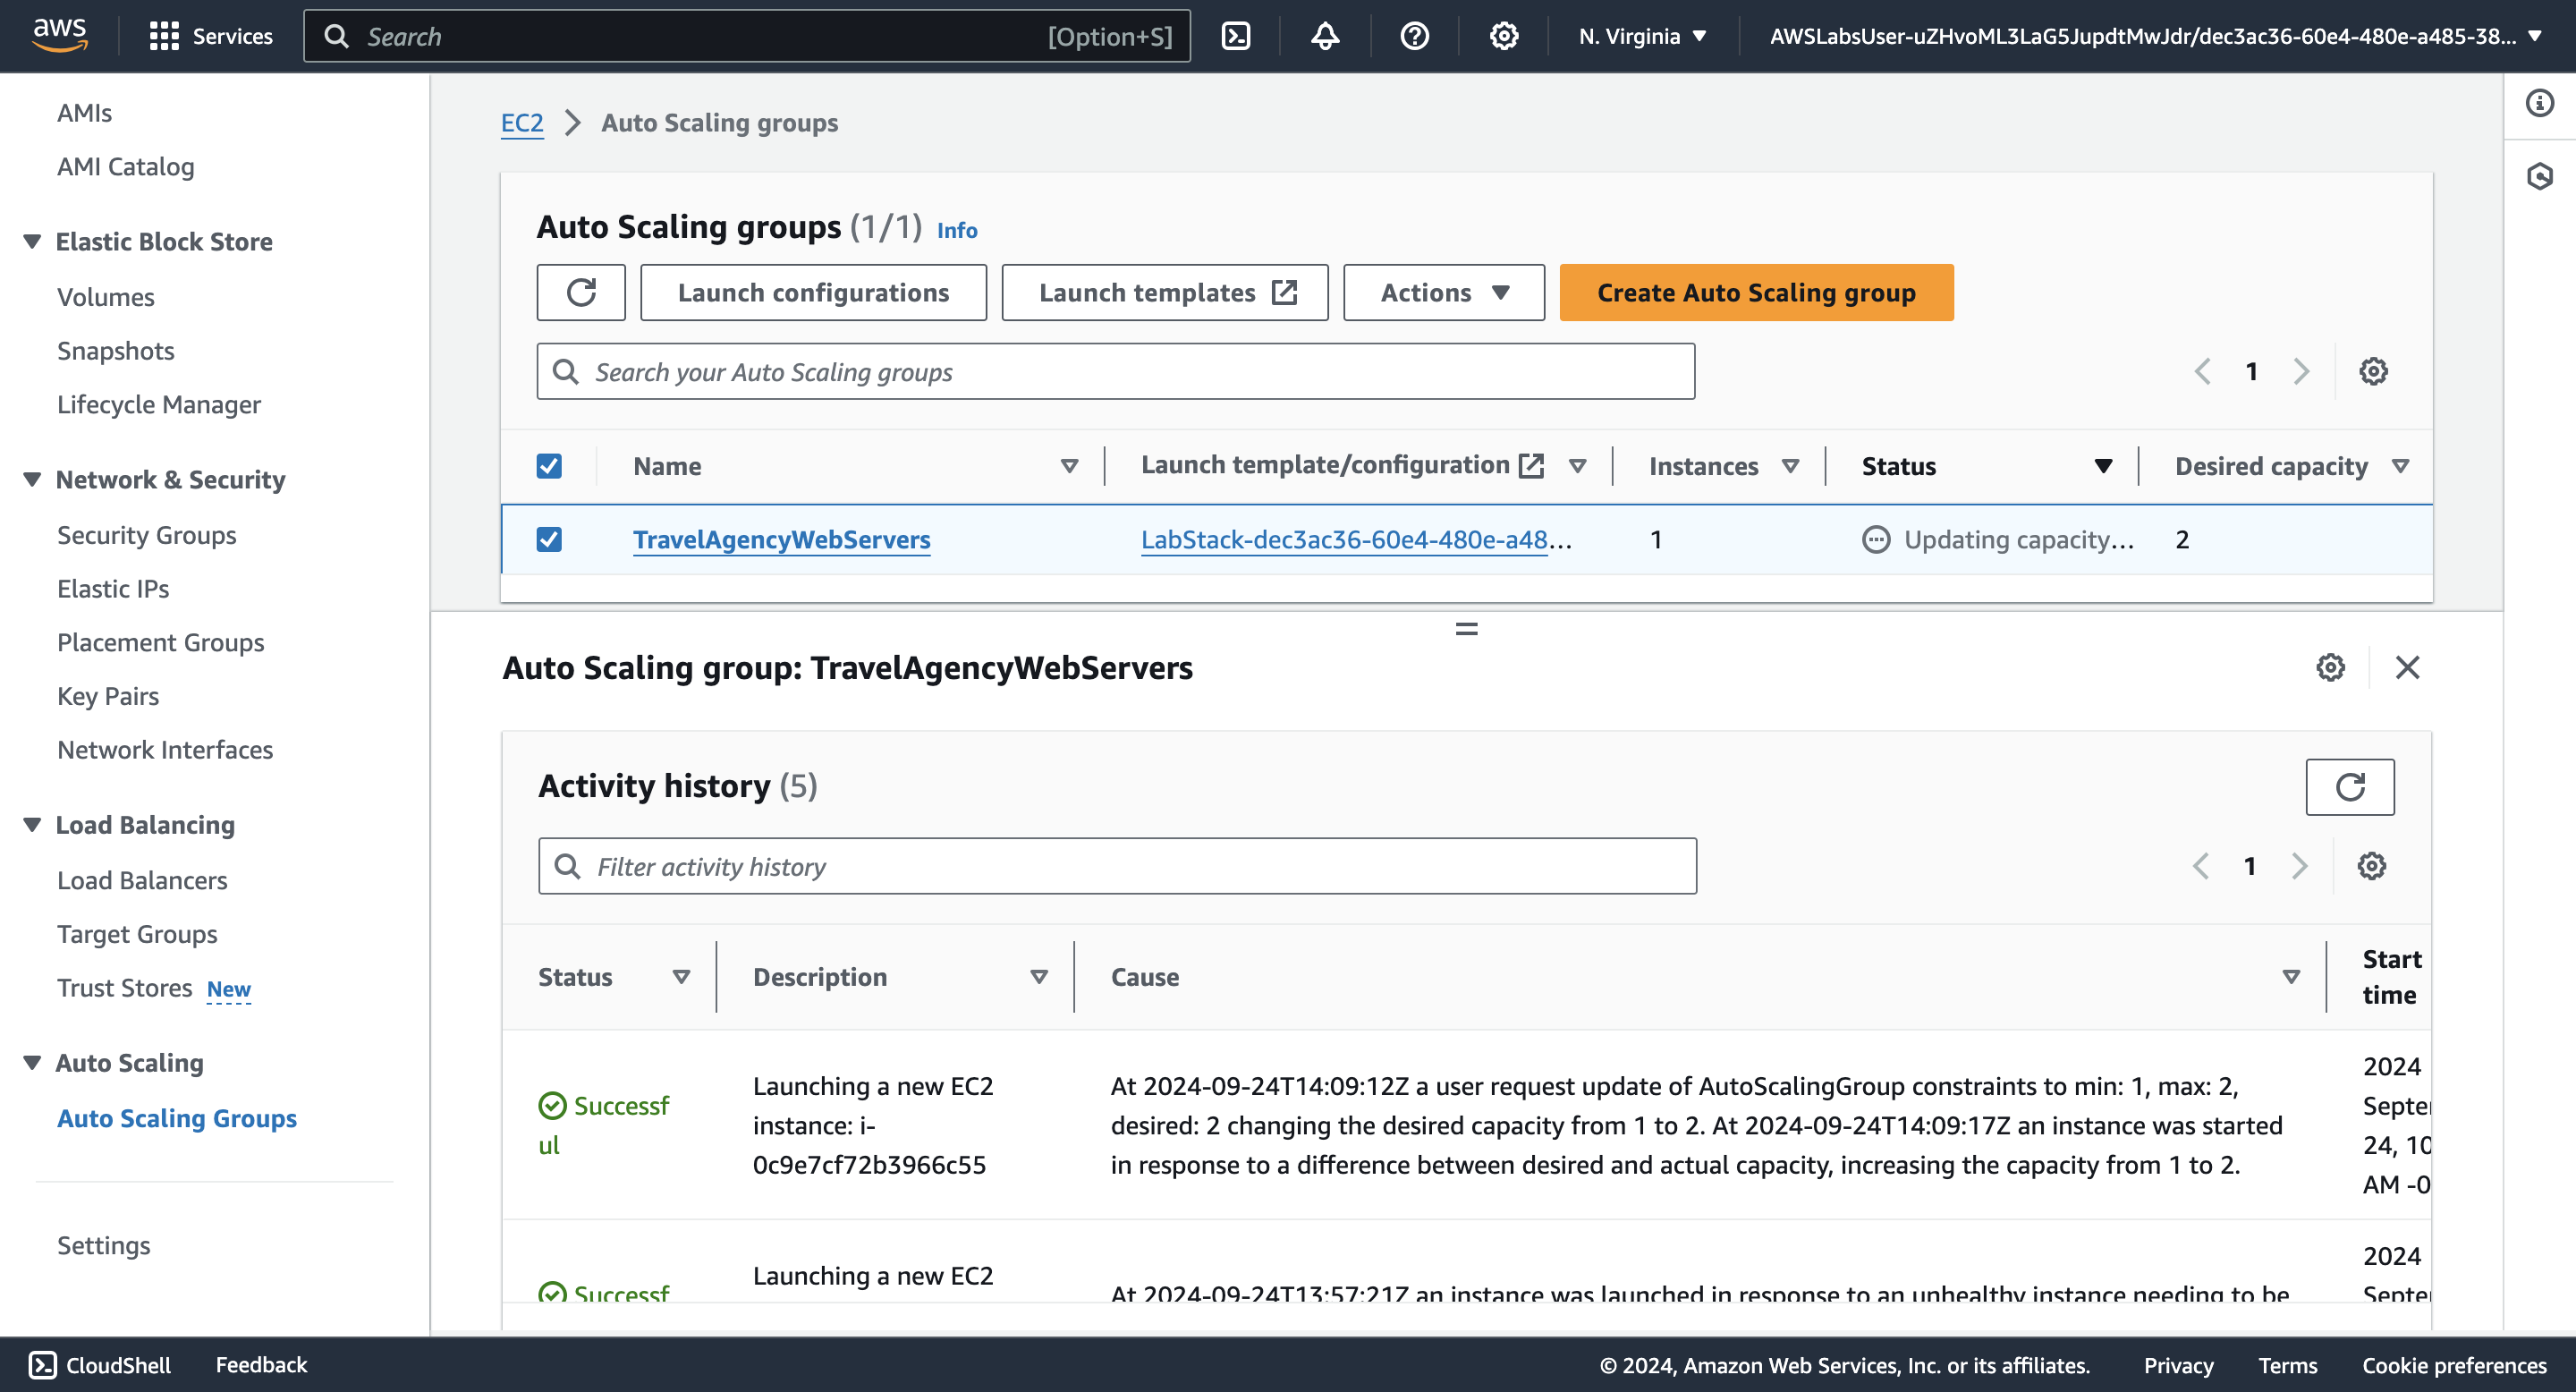 aws
Services
Search
[Option+S]
N. Virginia
AWSLabsUser-uZHvoML3LaG5JupdtMwJdr/dec3ac36-60e4-480e-a485-38...
AMIs
AMI Catalog
Elastic Block Store
Volumes
Snapshots
Lifecycle Manager
Network & Security
Security Groups
Elastic IPs
Placement Groups
Key Pairs
Network Interfaces
Load Balancing
Load Balancers
Target Groups
Trust Stores New
Auto Scaling
Auto Scaling Groups
Settings
EC2
Auto Scaling groups
Auto Scaling groups (1/1) Info
Launch configurations
Launch templates
Actions
Create Auto Scaling group
Search your Auto Scaling groups
1
Name
Launch template/configuration
Instances
Status
Desired capacity
TravelAgencyWebServers
LabStack-dec3ac36-60e4-480e-a48...
1
Updating capacity...
2
Auto Scaling group: TravelAgencyWebServers
Activity history (5)
Filter activity history
1
Status
Description
Cause
Start
time
Successf
ul
Launching a new EC2
instance: i-
0c9e7cf72b3966c55
At 2024-09-24T14:09:12Z a user request update of AutoScalingGroup constraints to min: 1, max: 2,
desired: 2 changing the desired capacity from 1 to 2. At 2024-09-24T14:09:17Z an instance was started
in response to a difference between desired and actual capacity, increasing the capacity from 1 to 2.
2024
Septe
24, 10
AM -0
Successf
Launching a new EC2
At 2024-09-24T13:57:21Z an instance was launched in response to an unhealthy instance needing to be
2024
Septe
CloudShell
Feedback
© 2024, Amazon Web Services, Inc. or its affiliates.
Privacy
Terms
Cookie preferences